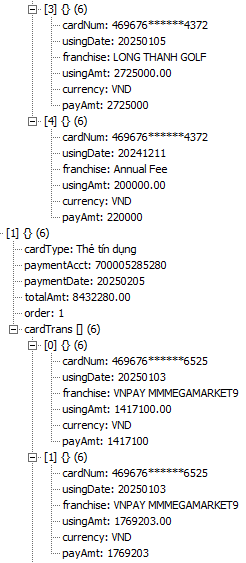 [3] {} (6)
cardNum: 469676******4372
usingDate: 20250105
franchise: LONG THANH GOLF
usingAmt: 2725000.00
currency: VND
payAmt: 2725000
[4] {} (6)
cardNum: 469676******4372
usingDate: 20241211
franchise: Annual Fee
usingAmt: 200000.00
currency: VND
payAmt: 220000
[1] {} (6)
cardType: Thẻ tín dụng
paymentAcct: 700005285280
paymentDate: 20250205
totalAmt: 8432280.00
order: 1
cardTrans [] (6)
[0] {} (6)
cardNum: 469676******6525
usingDate: 20250103
franchise: VNPAY MMMEGAMARKET9
usingAmt: 1417100.00
currency: VND
payAmt: 1417100
[1] {} (6)
cardNum: 469676******6525
usingDate: 20250103
franchise: VNPAY MMMEGAMARKET9
usingAmt: 1769203.00
currency: VND
payAmt: 1769203